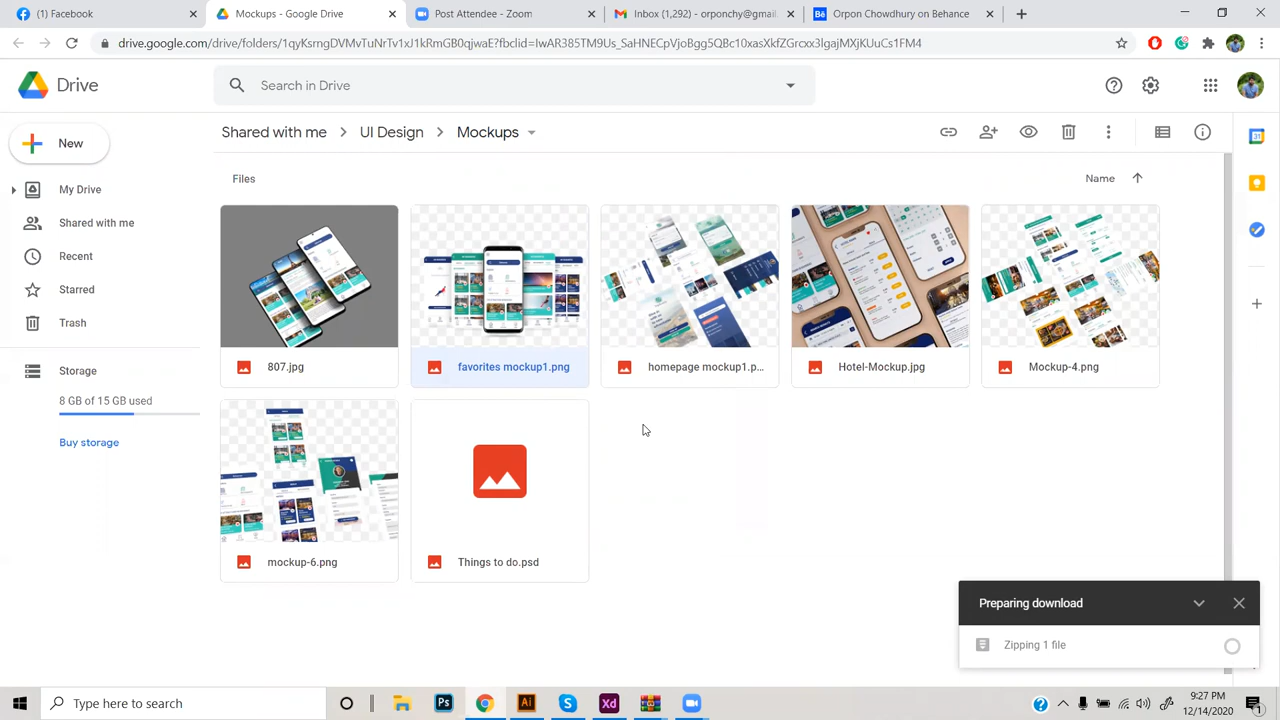 (1) Facebook
Mockups - Google Drive
Post Attendee - Zoom
Inbox (1,292) - orponchy@gmail.
Orpon Chowdhury on Behance
drive.google.com/drive/folders/1qyKsrngDVMvTuNrTv1xJ1kRmGB0qjwaE?fbclid=IwAR385TM9Us_SaHNECpVjoBgg5QBc10xasXkfZGrcxx3lgajMXjKUuCs1FM4
Drive
Search in Drive
New
Shared with me
UI Design
Mockups
My Drive
Shared with me
Recent
Starred
Trash
Storage
8 GB of 15 GB used
Buy storage
Files
Name
807.jpg
favorites mockup1.png
homepage mockup1.p...
Hotel-Mockup.jpg
Mockup-4.png
mockup-6.png
Things to do.psd
Preparing download
Zipping 1 file
Type here to search
9:27 PM
12/14/2020